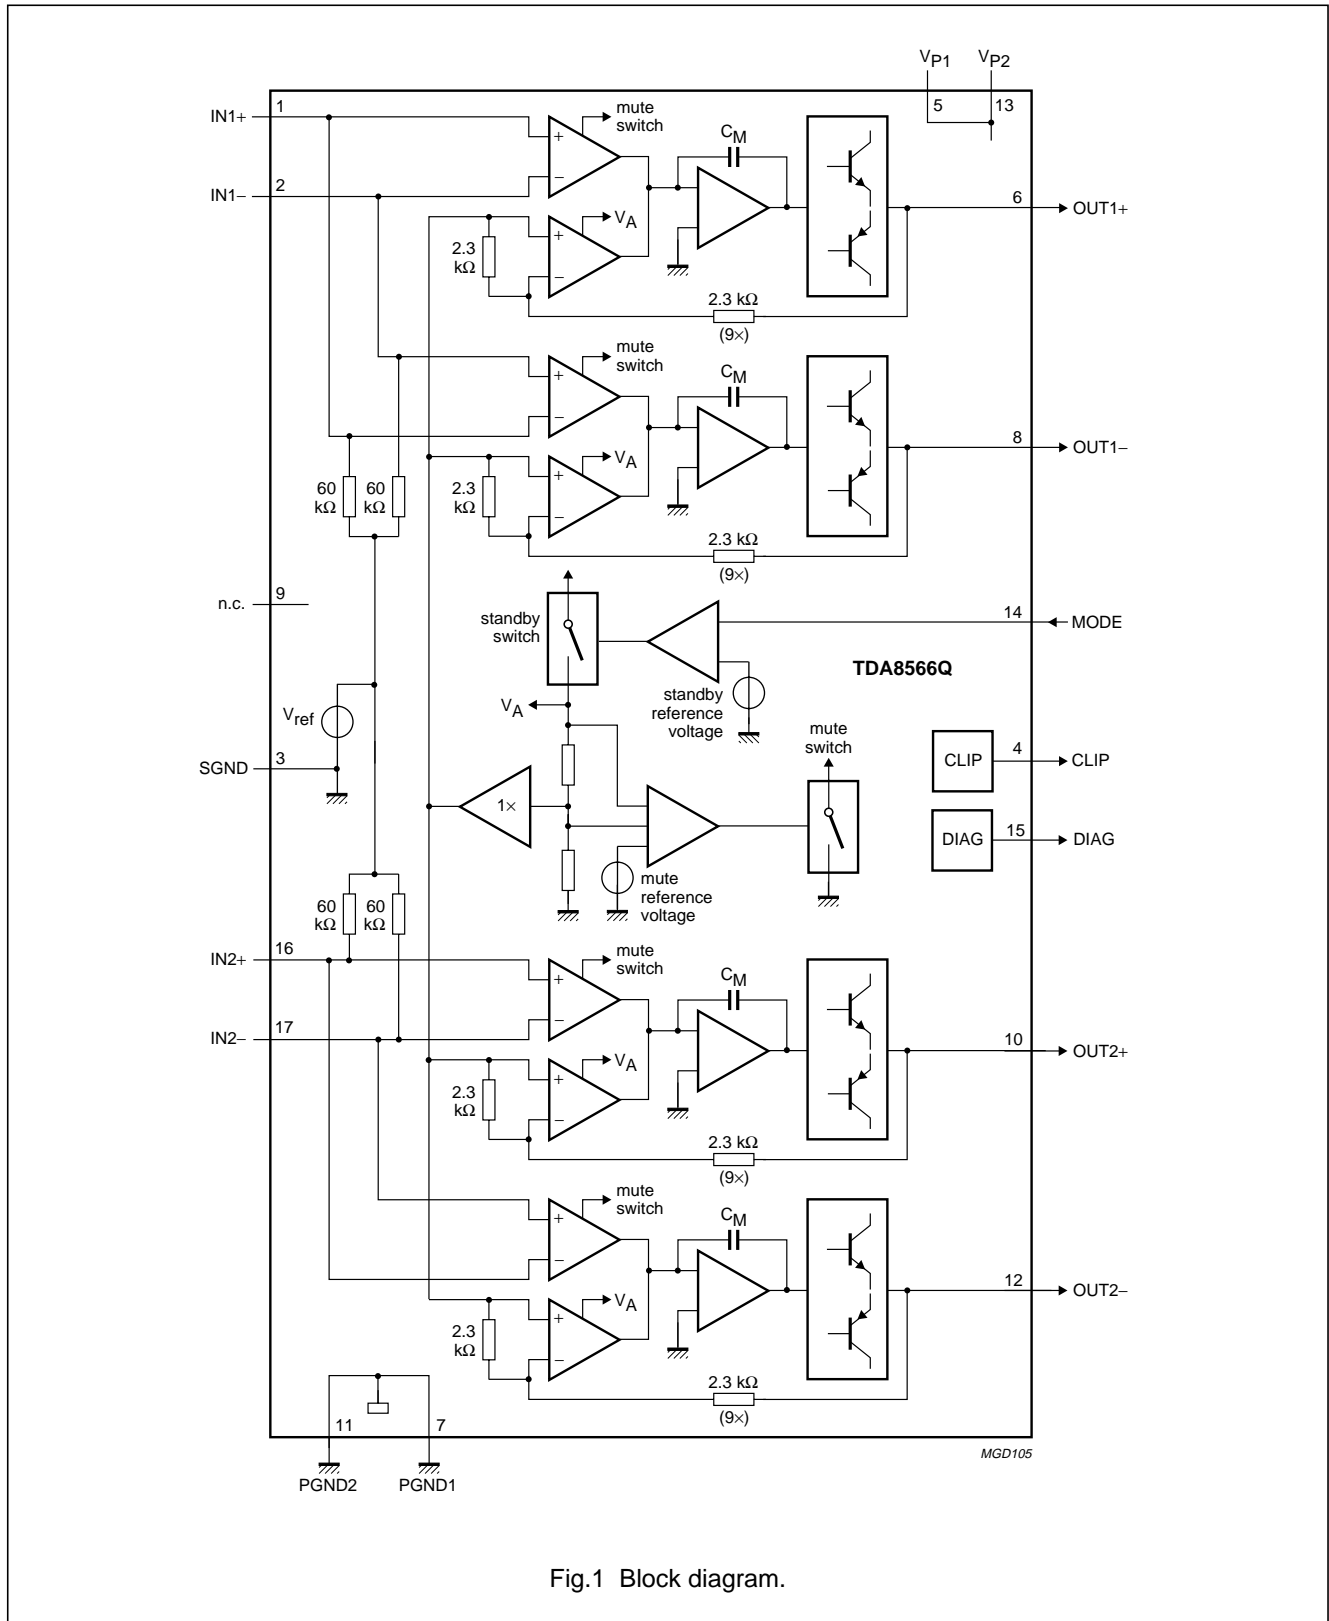 VP1
VP2
5
13
IN1+
1
mute
switch
CM
+
−
IN1−
2
6
OUT1+
VA
2.3
kΩ
+
−
2.3 kΩ
(9×)
mute
switch
CM
+
−
8
OUT1−
VA
60
kΩ
60
kΩ
2.3
kΩ
+
−
2.3 kΩ
(9×)
n.c.
9
standby
switch
14
MODE
TDA8566Q
standby
reference
voltage
VA
Vref
mute
switch
SGND
3
CLIP
4
CLIP
1×
DIAG
15
DIAG
mute
reference
voltage
60
kΩ
60
kΩ
IN2+
16
mute
switch
CM
+
−
IN2−
17
10
OUT2+
VA
2.3
kΩ
+
−
2.3 kΩ
(9×)
mute
switch
CM
+
−
12
OUT2−
VA
2.3
kΩ
+
−
2.3 kΩ
(9×)
11
7
PGND2
PGND1
MGD105
Fig.1 Block diagram.